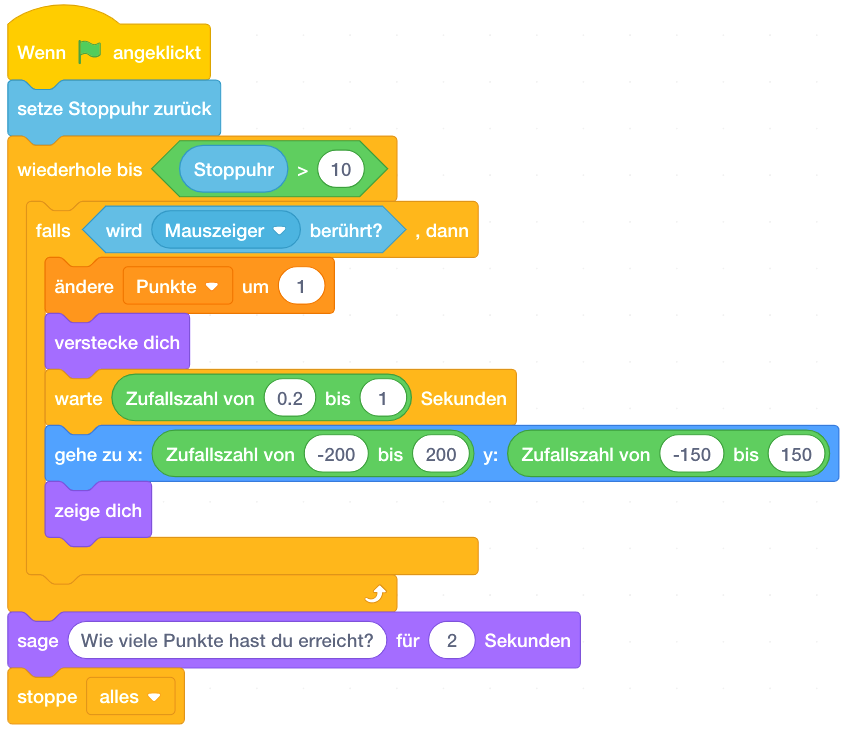 Wenn angeklickt
setze Stoppuhr zurück
wiederhole bis Stoppuhr > 10
falls wird Mauszeiger berührt? , dann
ändere Punkte um 1
verstecke dich
warte Zufallszahl von 0.2 bis 1 Sekunden
gehe zu x: Zufallszahl von -200 bis 200 y: Zufallszahl von -150 bis 150
zeige dich
sage Wie viele Punkte hast du erreicht? für 2 Sekunden
stoppe alles